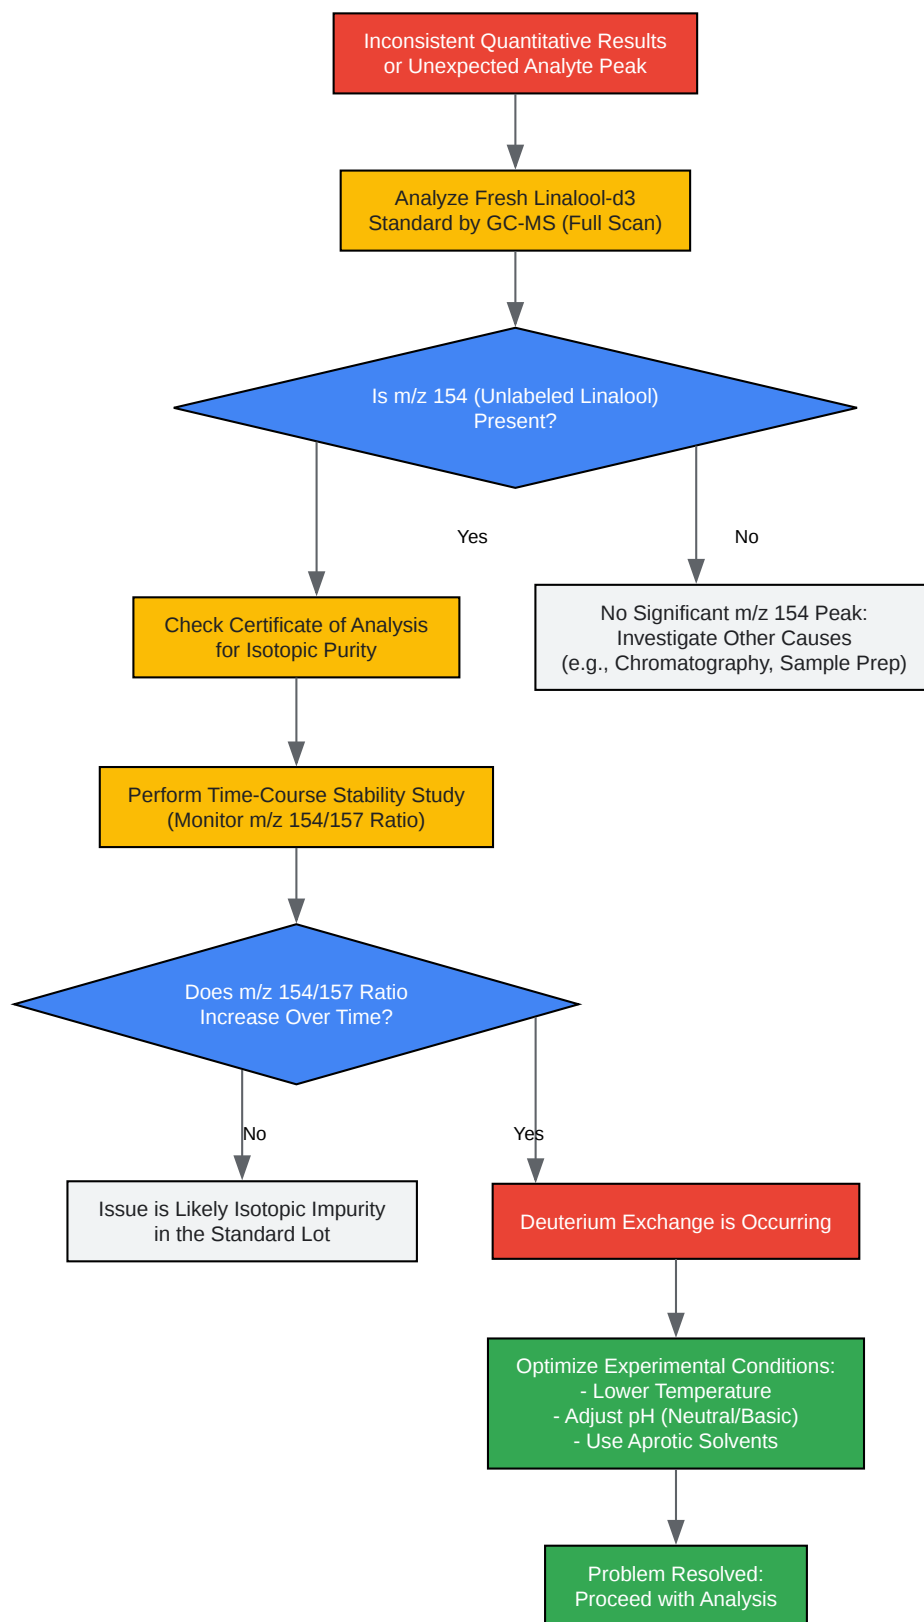 Inconsistent Quantitative Results
or Unexpected Analyte Peak
Analyze Fresh Linalool-d3
Standard by GC-MS (Full Scan)
Is m/z 154 (Unlabeled Linalool)
Present?
Yes
No
Check Certificate of Analysis
for Isotopic Purity
No Significant m/z 154 Peak:
Investigate Other Causes
(e.g., Chromatography, Sample Prep)
Perform Time-Course Stability Study
(Monitor m/z 154/157 Ratio)
Does m/z 154/157 Ratio
Increase Over Time?
No
Yes
Issue is Likely Isotopic Impurity
in the Standard Lot
Deuterium Exchange is Occurring
Optimize Experimental Conditions:
- Lower Temperature
- Adjust pH (Neutral/Basic)
- Use Aprotic Solvents
Problem Resolved:
Proceed with Analysis